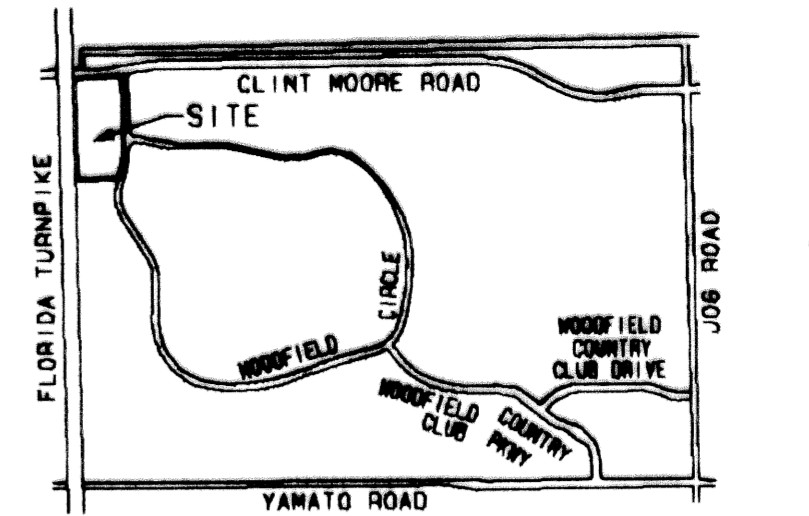 CLINT MOORE ROAD
SITE
FLORIDA TURNPIKE
JOG ROAD
CIRCLE
WOODFIELD
WOODFIELD
COUNTRY
CLUB DRIVE
WOODFIELD COUNTRY
CLUB PKWY
YAMATO ROAD